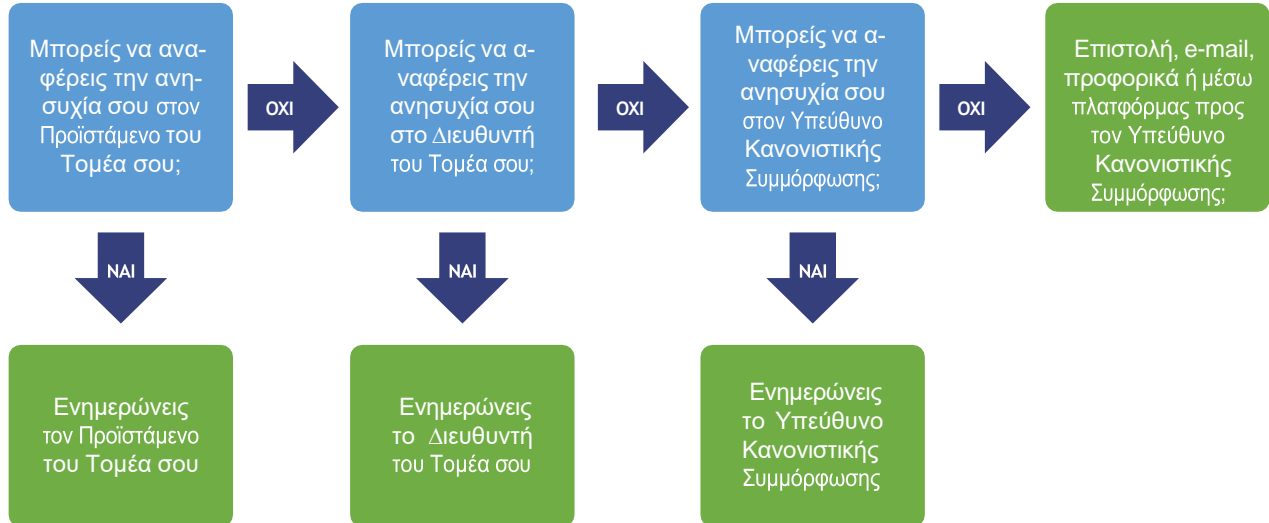 Μπορείς να ανα-
φέρεις την ανη-
συχία σου στον
Προϊστάμενο του
Τομέα σου;
ΟΧΙ
Μπορείς να α-
ναφέρεις την
ανησυχία σου
στο Διευθυντή
του Τομέα σου;
ΟΧΙ
Μπορείς να α-
ναφέρεις την
ανησυχία σου
στον Υπεύθυνο
Κανονιστικής
Συμμόρφωσης;
ΟΧΙ
Επιστολή, e-mail,
προφορικά ή μέσω
πλατφόρμας προς
τον Υπεύθυνο
Κανονιστικής
Συμμόρφωσης;
ΝΑΙ
ΝΑΙ
ΝΑΙ
Ενημερώνεις
τον Προϊστάμενο
του Τομέα σου
Ενημερώνεις
το Διευθυντή
του Τομέα σου
Ενημερώνεις
το Υπεύθυνο
Κανονιστικής
Συμμόρφωσης